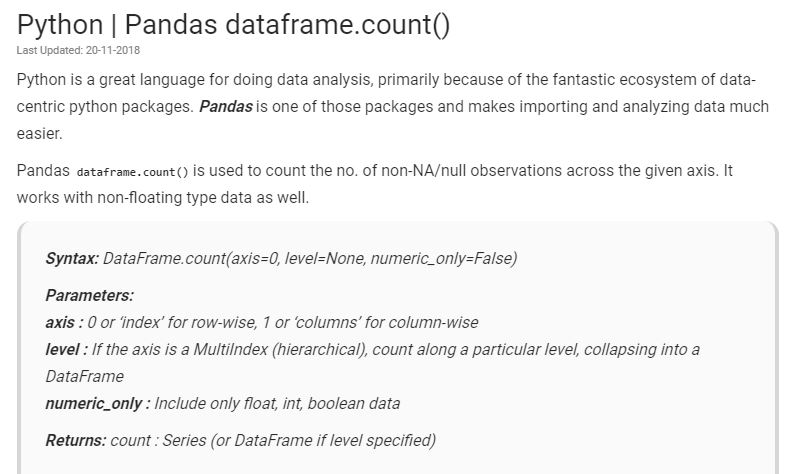 Python | Pandas dataframe.count()
Last Updated: 20-11-2018
Python is a great language for doing data analysis, primarily because of the fantastic ecosystem of data-
centric python packages. Pandas is one of those packages and makes importing and analyzing data much
easier.
Pandas dataframe.count() is used to count the no. of non-NA/null observations across the given axis. It
works with non-floating type data as well.
Syntax: DataFrame.count(axis=0, level=None, numeric_only=False)
Parameters:
axis : 0 or ‘index’ for row-wise, 1 or ‘columns’ for column-wise
level : If the axis is a MultiIndex (hierarchical), count along a particular level, collapsing into a
DataFrame
numeric_only : Include only float, int, boolean data
Returns: count : Series (or DataFrame if level specified)